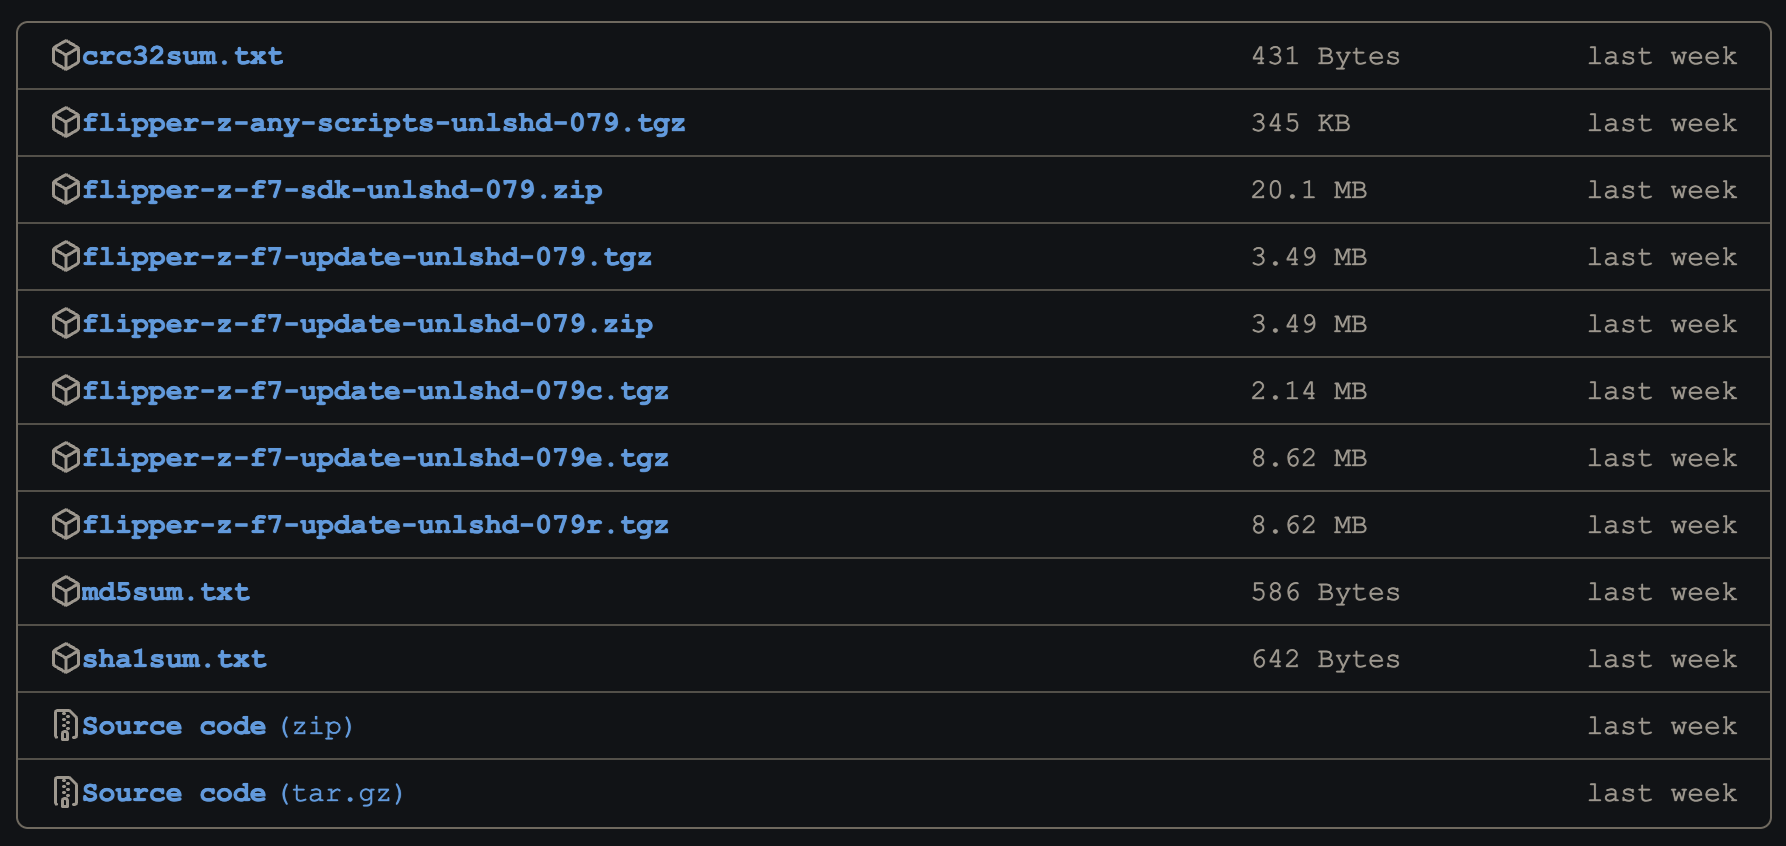 crc32sum.txt 431 Bytes last week
flipper-z-any-scripts-unlshd-079.tgz 345 KB last week
flipper-z-f7-sdk-unlshd-079.zip 20.1 MB last week
flipper-z-f7-update-unlshd-079.tgz 3.49 MB last week
flipper-z-f7-update-unlshd-079.zip 3.49 MB last week
flipper-z-f7-update-unlshd-079c.tgz 2.14 MB last week
flipper-z-f7-update-unlshd-079e.tgz 8.62 MB last week
flipper-z-f7-update-unlshd-079r.tgz 8.62 MB last week
md5sum.txt 586 Bytes last week
sha1sum.txt 642 Bytes last week
Source code (zip) last week
Source code (tar.gz) last week